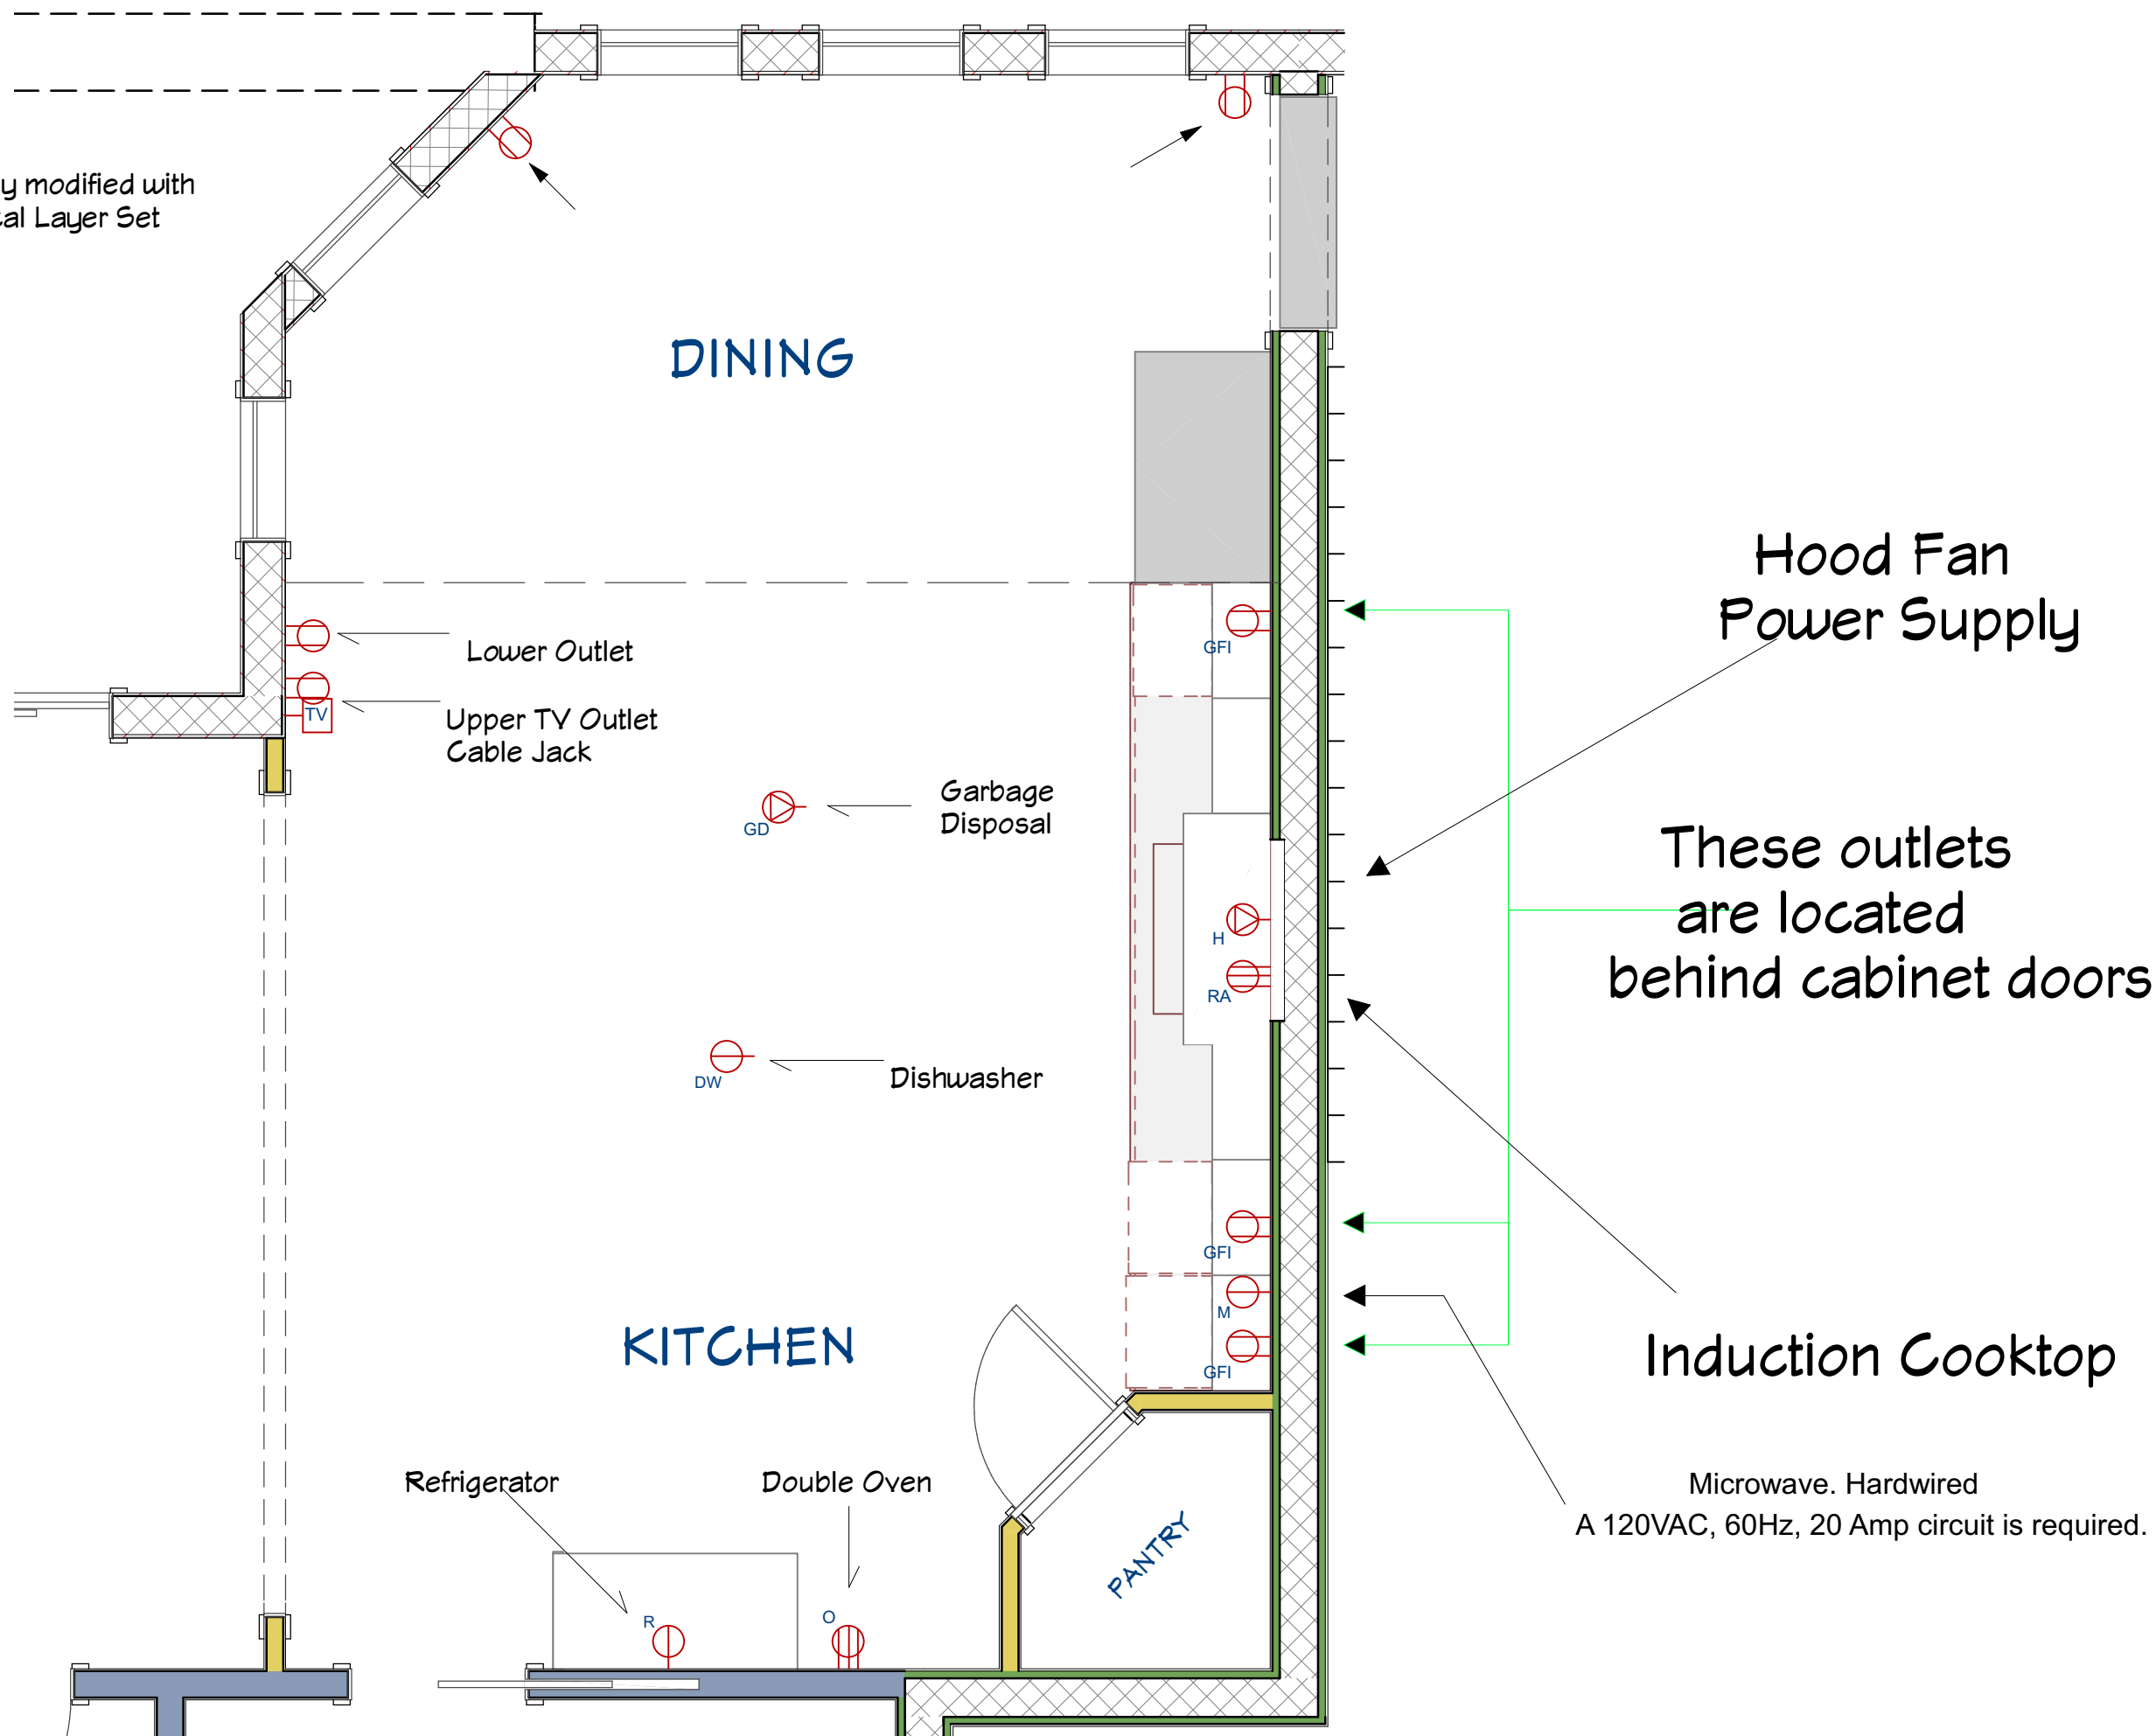 y modified with
al Layer Set
DINING
Hood Fan
Power Supply
Lower Outlet
GFI
TV
Upper TV Outlet
Cable Jack
Garbage
Disposal
GD
These outlets
are located
behind cabinet doors
H
RA
Dishwasher
DW
GFI
M
GFI
KITCHEN
Induction Cooktop
Refrigerator
Double Oven
Microwave. Hardwired
A 120VAC, 60Hz, 20 Amp circuit is required.
PANTRY
R
O